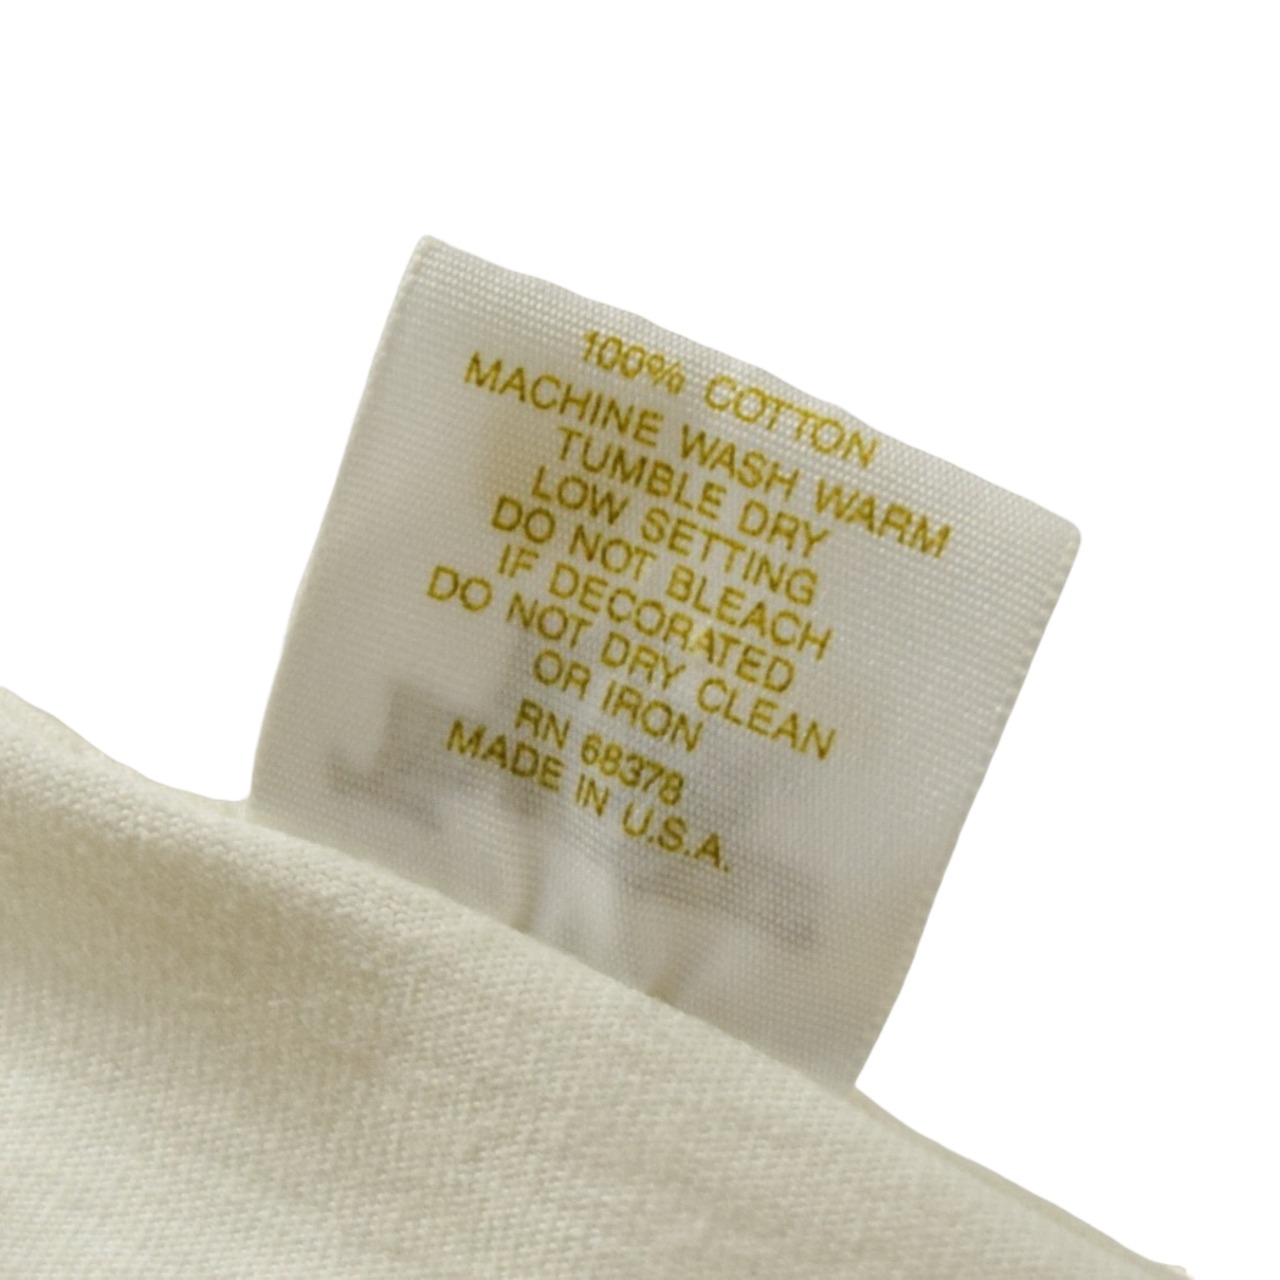 100% COTTON
MACHINE WASH WARM
TUMBLE DRY
LOW SETTING
DO NOT BLEACH
IF DECORATED
DO NOT DRY CLEAN
OR IRON
RN 68378
MADE IN U.S.A.